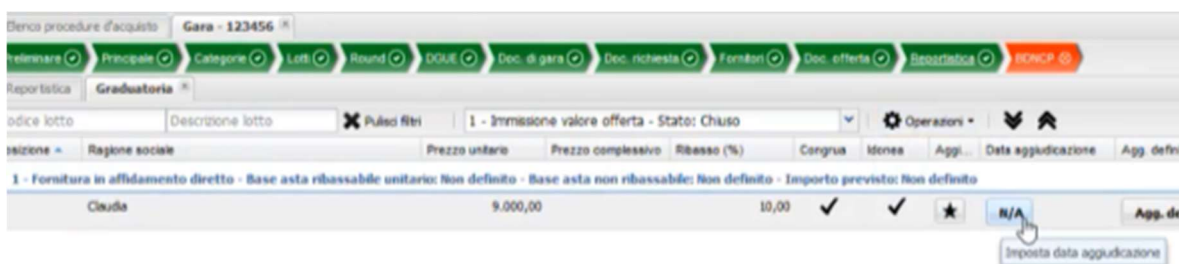 Elenco procedure d'acquisto Gara - 123456
Preliminare Principale Categorie Lotti Round DGUE Doc. di gara Doc. richiesta Fornitori Doc. offerta Reportistica BDNCP
Reportistica Graduatoria
odice lotto Descrizione lotto Pulisci filtri 1 - Immissione valore offerta - Stato: Chiuso Operazioni
osizione Ragione sociale Prezzo unitario Prezzo complessivo Ribasso (%) Congrua Idonea Aggi... Data aggiudicazione Agg. defin
1 - Fornitura in affidamento diretto - Base asta ribassabile unitario: Non definito - Base asta non ribassabile: Non definito - Importo previsto: Non definito
Claudia 9.000,00 10,00 N/A Agg. de
Imposta data aggiudicazione